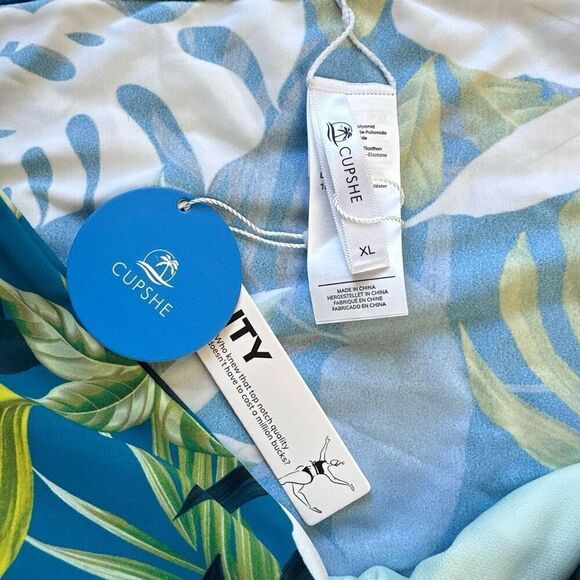 CUPSHE
Who knew that top notch quality
doesn't have to cost a million bucks?
CUPSHE
XL
MADE IN CHINA
HERGESTELLT IN CHINA
FABRIQUÉ EN CHINE
FABRICADO EN CHINA